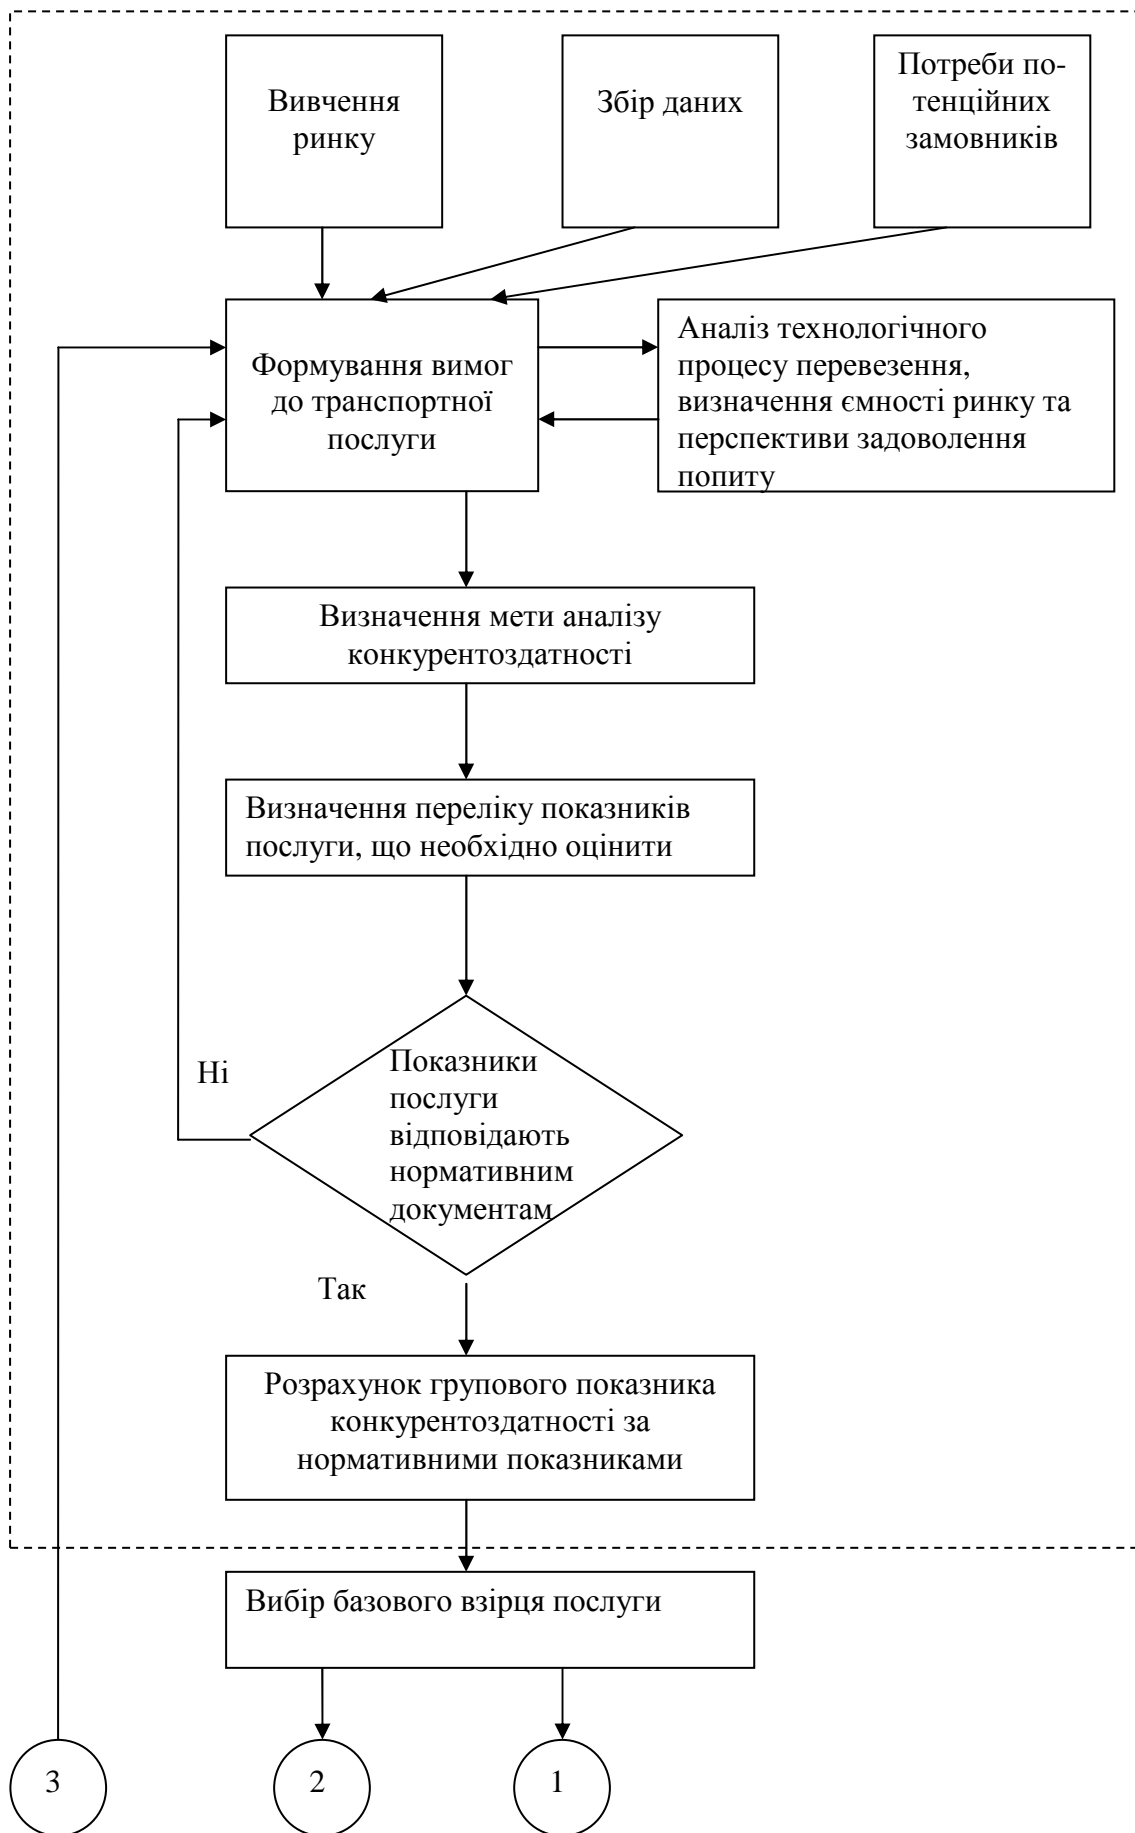 Вивчення
ринку
Збір даних
Потреби по-
тенційних
замовників
Формування вимог
до транспортної
послуги
Аналіз технологічного
процесу перевезення,
визначення ємності ринку та
перспективи задоволення
попиту
Визначення мети аналізу
конкурентоздатності
Визначення переліку показників
послуги, що необхідно оцінити
Ні
Показники
послуги
відповідають
нормативним
документам
Так
Розрахунок групового показника
конкурентоздатності за
нормативними показниками
Вибір базового взірця послуги
3
2
1